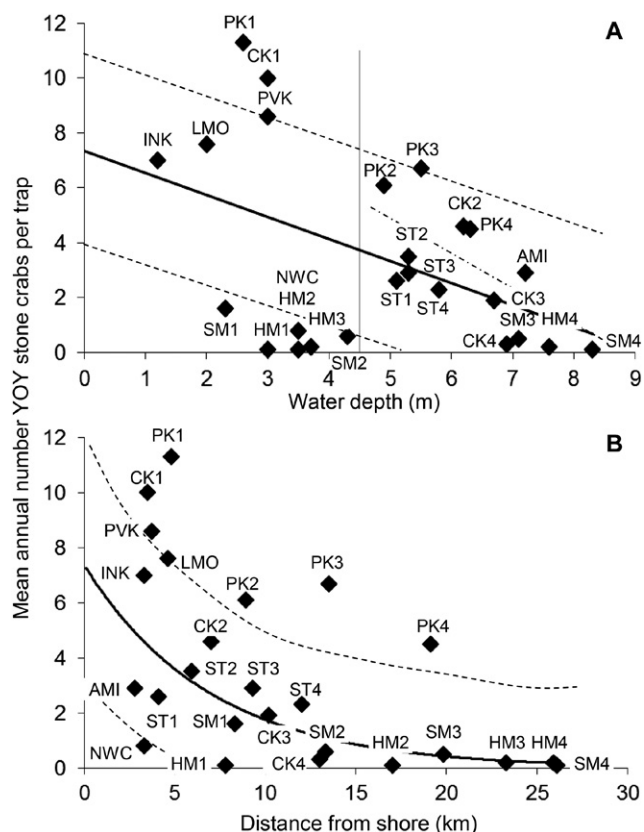 Mean annual number YOY stone crabs per trap
12
10
8
6
4
2
0
A
PK1
CK1
PVK
LMO
INK
PK3
PK2
CK2
PK4
ST2
AMI
NWC
HM2
ST3
ST1
ST4
CK3
SM1
HM1
HM3
SM3
HM4
SM2
CK4
SM4
0 1 2 3 4 5 6 7 8 9
Water depth (m)
12
10
8
6
4
2
0
B
PK1
CK1
PVK
LMO
INK
PK3
PK2
CK2
PK4
ST2
ST3
AMI
ST4
ST1
SM1
CK3
SM2
SM3
NWC
HM1
CK4
HM2
HM3
HM4
SM4
0 5 10 15 20 25 30
Distance from shore (km)